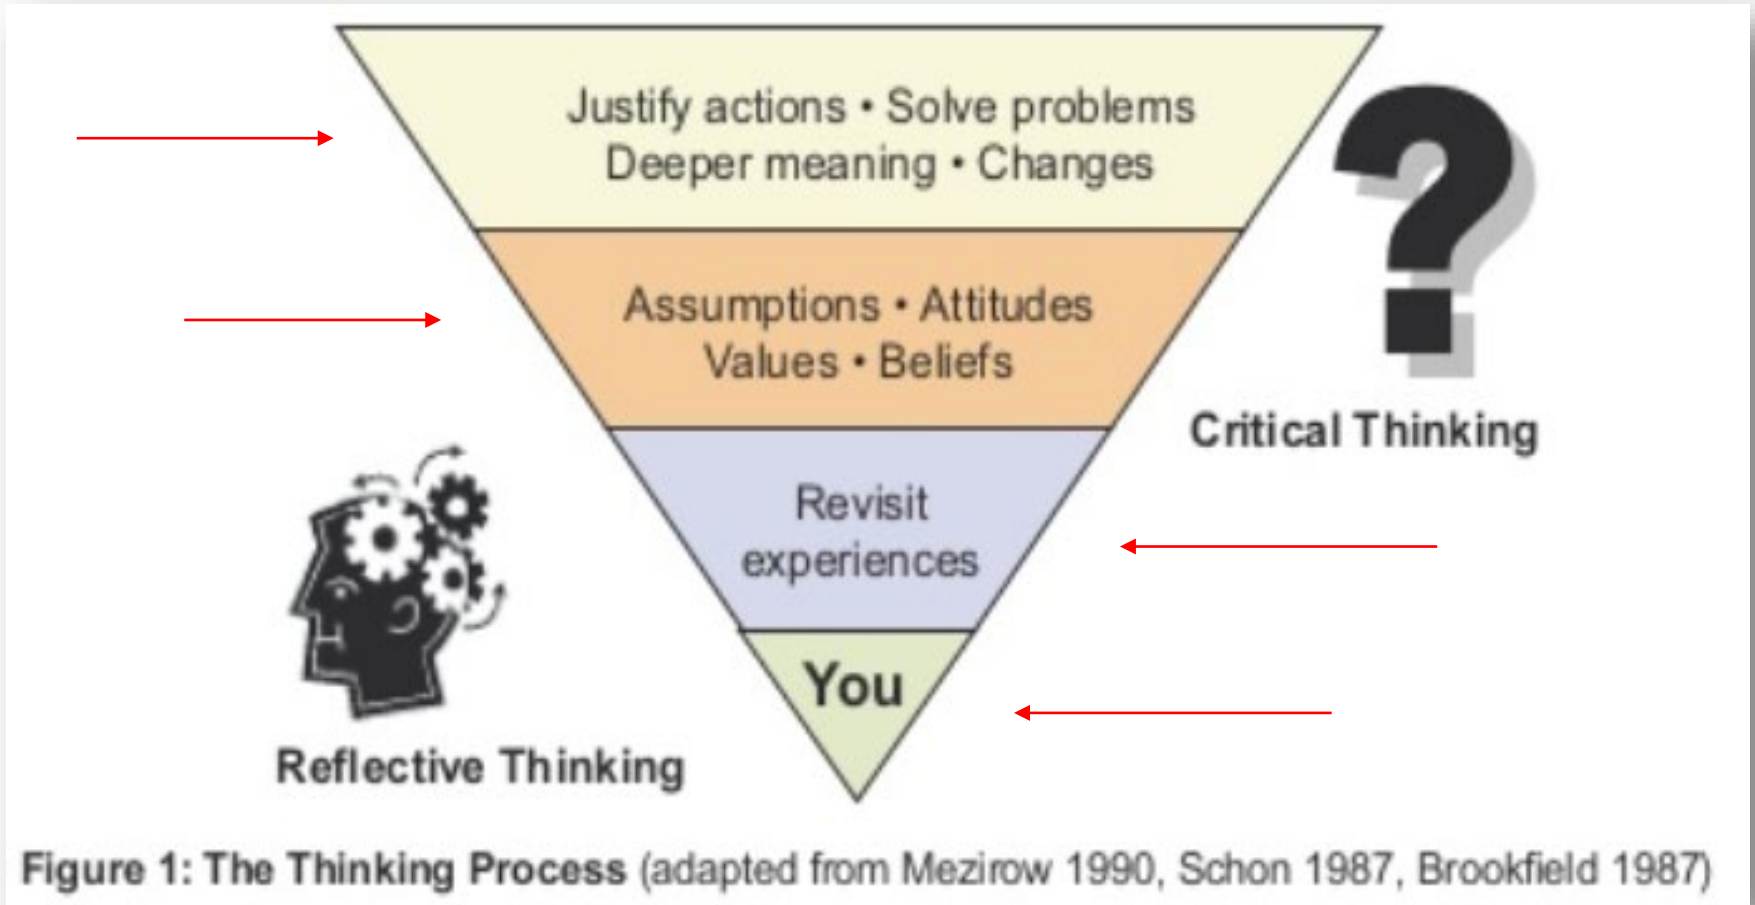 Justify actions • Solve problems
Deeper meaning • Changes
Assumptions • Attitudes
Values • Beliefs
Critical Thinking
Revisit
experiences
You
Reflective Thinking
Figure 1: The Thinking Process (adapted from Mezirow 1990, Schon 1987, Brookfield 1987)